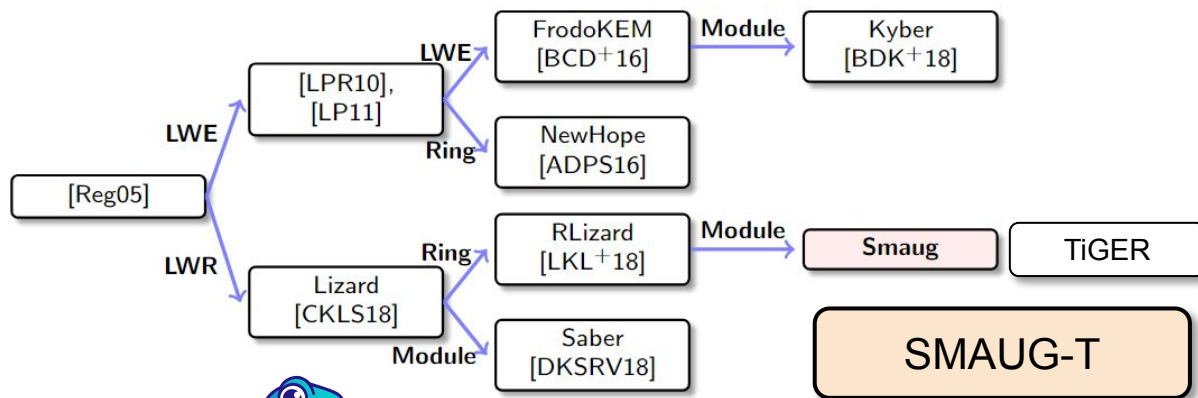 FrodoKEM
[BCD+16]
Module
Kyber
[BDK+18]
LWE
[LPR10],
[LP11]
LWE
Ring
NewHope
[ADPS16]
[Reg05]
LWR
Lizard
[CKLS18]
Ring
RLizard
[LKL+18]
Module
Smaug
TiGER
Module
Saber
[DKSRV18]
SMAUG-T